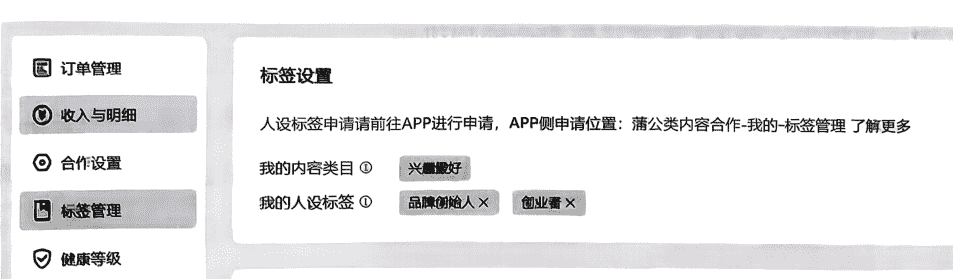 订单管理
收入与明细
合作设置
标签管理
健康等级
标签设置
人设标签申请请前往APP进行申请，APP侧申请位置：蒲公类内容合作-我的-标签管理 了解更多
我的内容类目
兴趣爱好
我的人设标签
品牌创始人 ×
创业者 ×